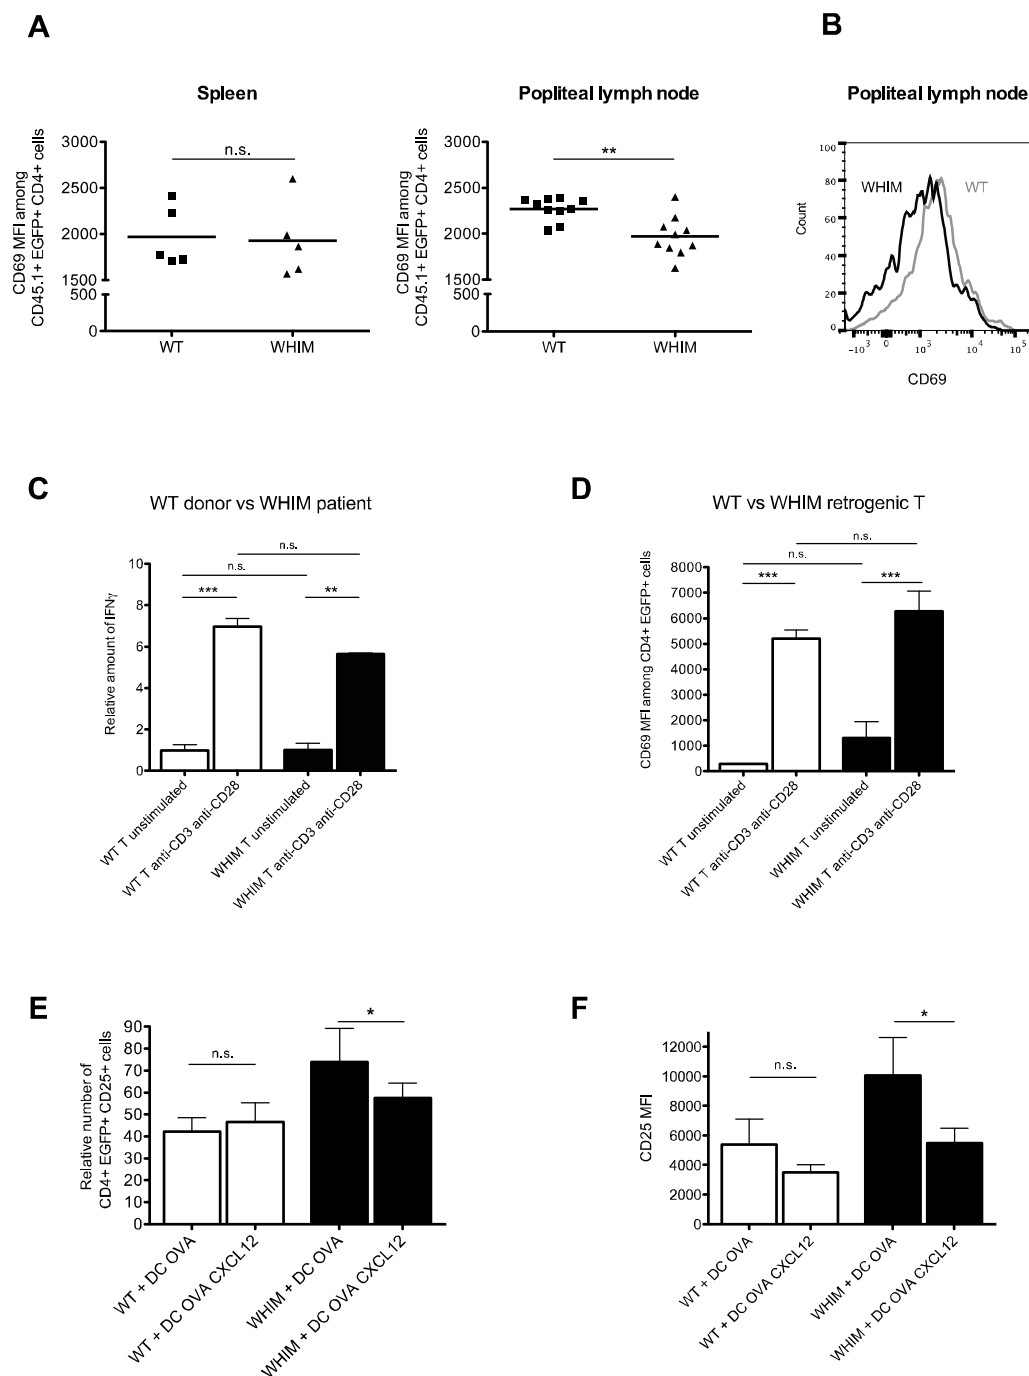 A
B
Spleen
Popliteal lymph node
Popliteal lymph node
CD69 MFI among
CD45.1+ EGFP+ CD4+ cells
3000
2500
2000
1500
500
0
n.s.
WT
WHIM
CD69 MFI among
CD45.1+ EGFP+ CD4+ cells
3000
2500
2000
1500
500
0
**
WT
WHIM
Count
100
80
60
40
20
0
WHIM
WT
-10³ 0 10³ 10⁴ 10⁵
CD69
C
WT donor vs WHIM patient
Relative amount of IFNγ
10
8
6
4
2
0
n.s.
n.s.
***
**
WT T unstimulated
WT T anti-CD3 anti-CD28
WHIM T unstimulated
WHIM T anti-CD3 anti-CD28
D
WT vs WHIM retrogenic T
CD69 MFI among CD4+ EGFP+ cells
8000
7000
6000
5000
4000
3000
2000
1000
0
n.s.
n.s.
***
***
WT T unstimulated
WT T anti-CD3 anti-CD28
WHIM T unstimulated
WHIM T anti-CD3 anti-CD28
E
Relative number of
CD4+ EGFP+ CD25+ cells
90
80
70
60
50
40
30
20
10
0
n.s.
*
WT + DC OVA
WT + DC OVA CXCL12
WHIM + DC OVA
WHIM + DC OVA CXCL12
F
CD25 MFI
12000
10000
8000
6000
4000
2000
0
n.s.
*
WT + DC OVA
WT + DC OVA CXCL12
WHIM + DC OVA
WHIM + DC OVA CXCL12